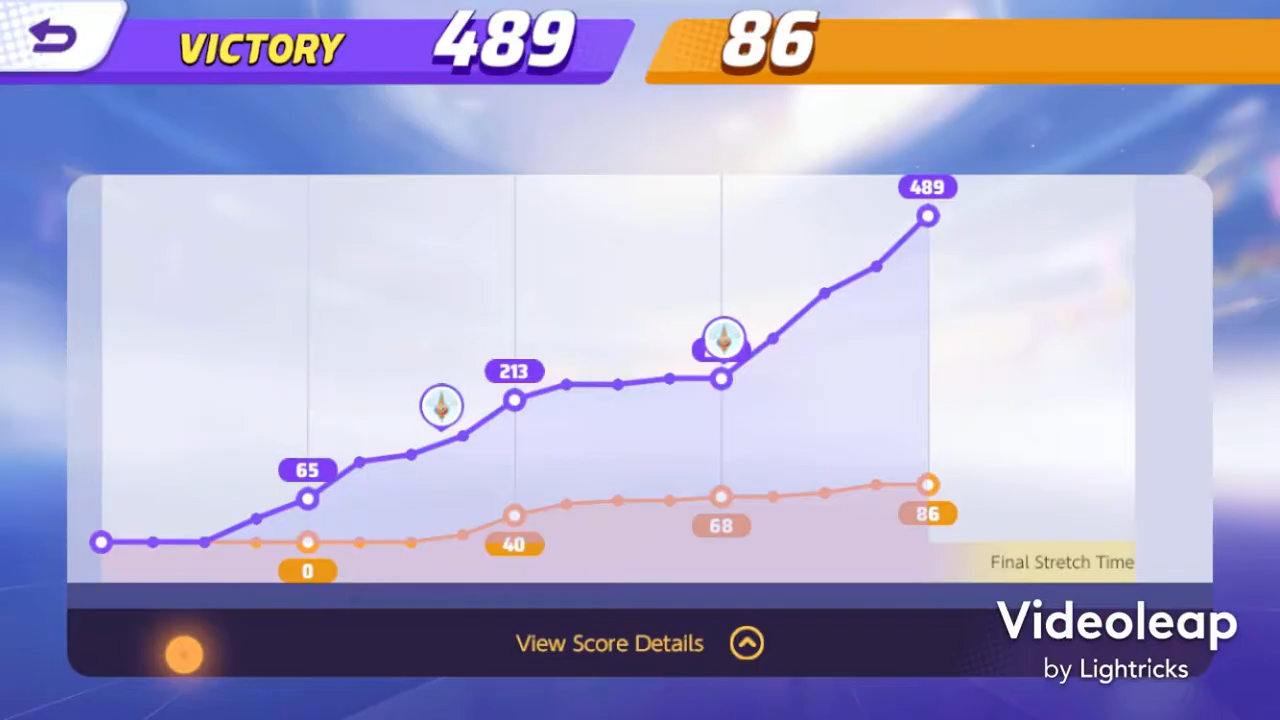 VICTORY 489 86
489
213
65
86
68
40
0
Final Stretch Time
View Score Details
Videoleap
by Lightricks